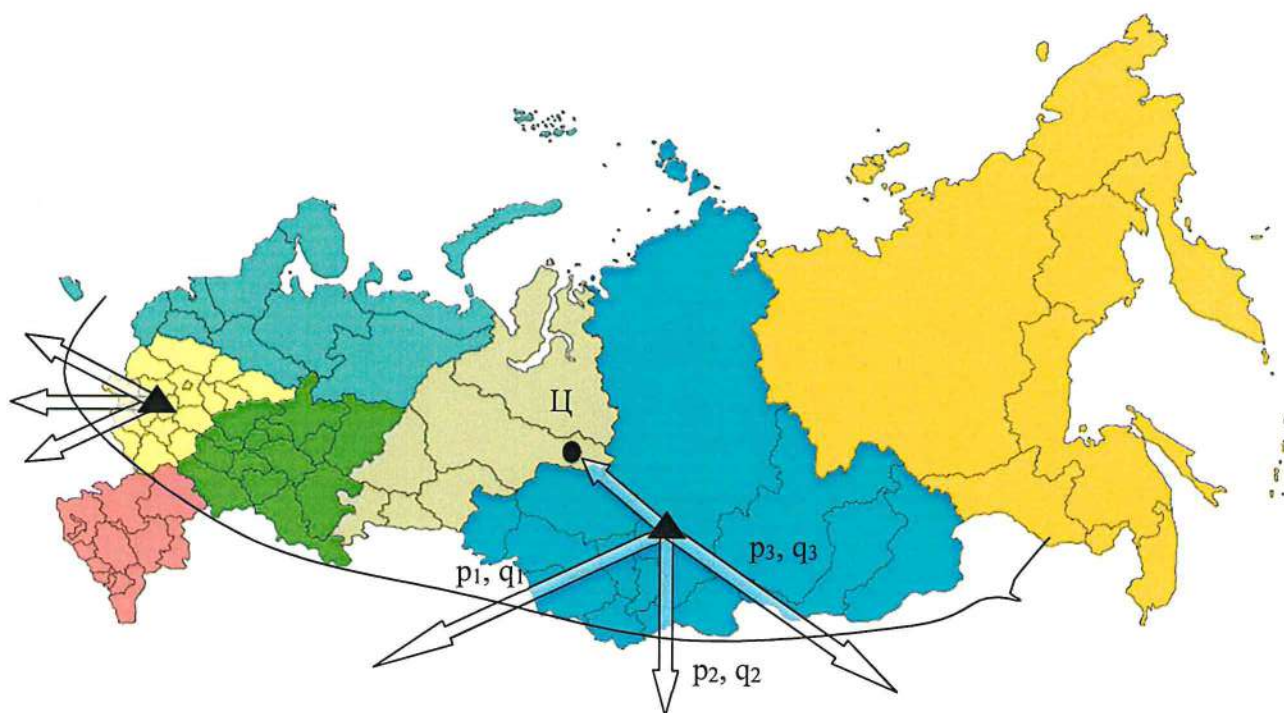 Ц
p₃, q₃
p₁, q₁
p₂, q₂